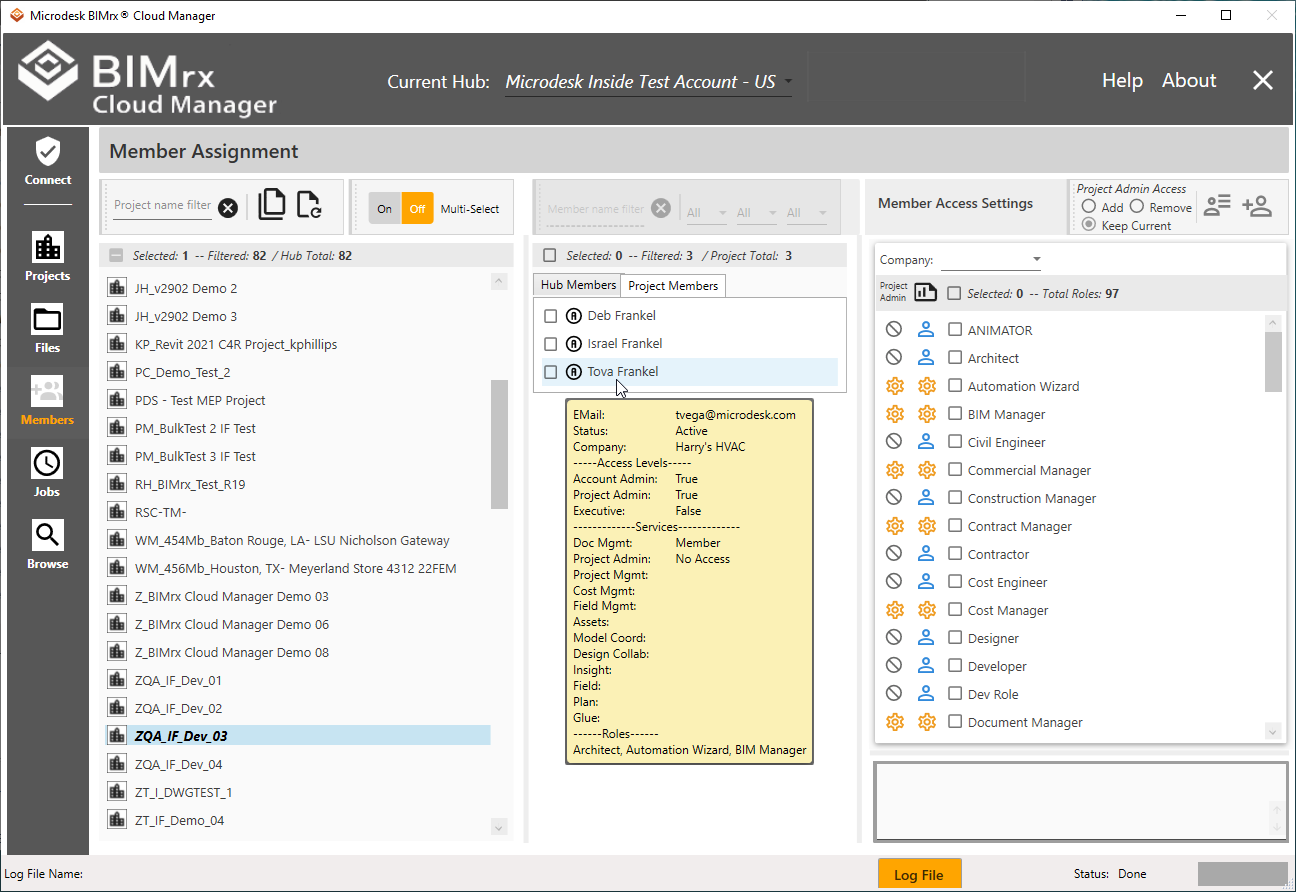 Microdesk BIMrx® Cloud Manager
BIMrx
Cloud Manager
Current Hub: Microdesk Inside Test Account - US
Help About
Connect
Projects
Files
Members
Jobs
Browse
Member Assignment
Project name filter
On Off Multi-Select
Selected: 1 -- Filtered: 82 / Hub Total: 82
JH_v2902 Demo 2
JH_v2902 Demo 3
KP_Revit 2021 C4R Project_kphillips
PC_Demo_Test_2
PDS - Test MEP Project
PM_BulkTest 2 IF Test
PM_BulkTest 3 IF Test
RH_BIMrx_Test_R19
RSC-TM-
WM_454Mb_Baton Rouge, LA- LSU Nicholson Gateway
WM_456Mb_Houston, TX- Meyerland Store 4312 22FEM
Z_BIMrx Cloud Manager Demo 03
Z_BIMrx Cloud Manager Demo 06
Z_BIMrx Cloud Manager Demo 08
ZQA_IF_Dev_01
ZQA_IF_Dev_02
ZQA_IF_Dev_03
ZQA_IF_Dev_04
ZT_I_DWGTEST_1
ZT_IF_Demo_04
Member name filter All All All
Selected: 0 -- Filtered: 3 / Project Total: 3
Hub Members Project Members
A Deb Frankel
A Israel Frankel
A Tova Frankel
EMail: tvega@microdesk.com
Status: Active
Company: Harry's HVAC
-----Access Levels-----
Account Admin: True
Project Admin: True
Executive: False
-------------Services-------------
Doc Mgmt: Member
Project Admin: No Access
Project Mgmt:
Cost Mgmt:
Field Mgmt:
Assets:
Model Coord:
Design Collab:
Insight:
Field:
Plan:
Glue:
------Roles------
Architect, Automation Wizard, BIM Manager
Member Access Settings
Project Admin Access
Add Remove
Keep Current
Company:
Project
Admin
Selected: 0 -- Total Roles: 97
ANIMATOR
Architect
Automation Wizard
BIM Manager
Civil Engineer
Commercial Manager
Construction Manager
Contract Manager
Contractor
Cost Engineer
Cost Manager
Designer
Developer
Dev Role
Document Manager
Log File Name:
Log File
Status: Done